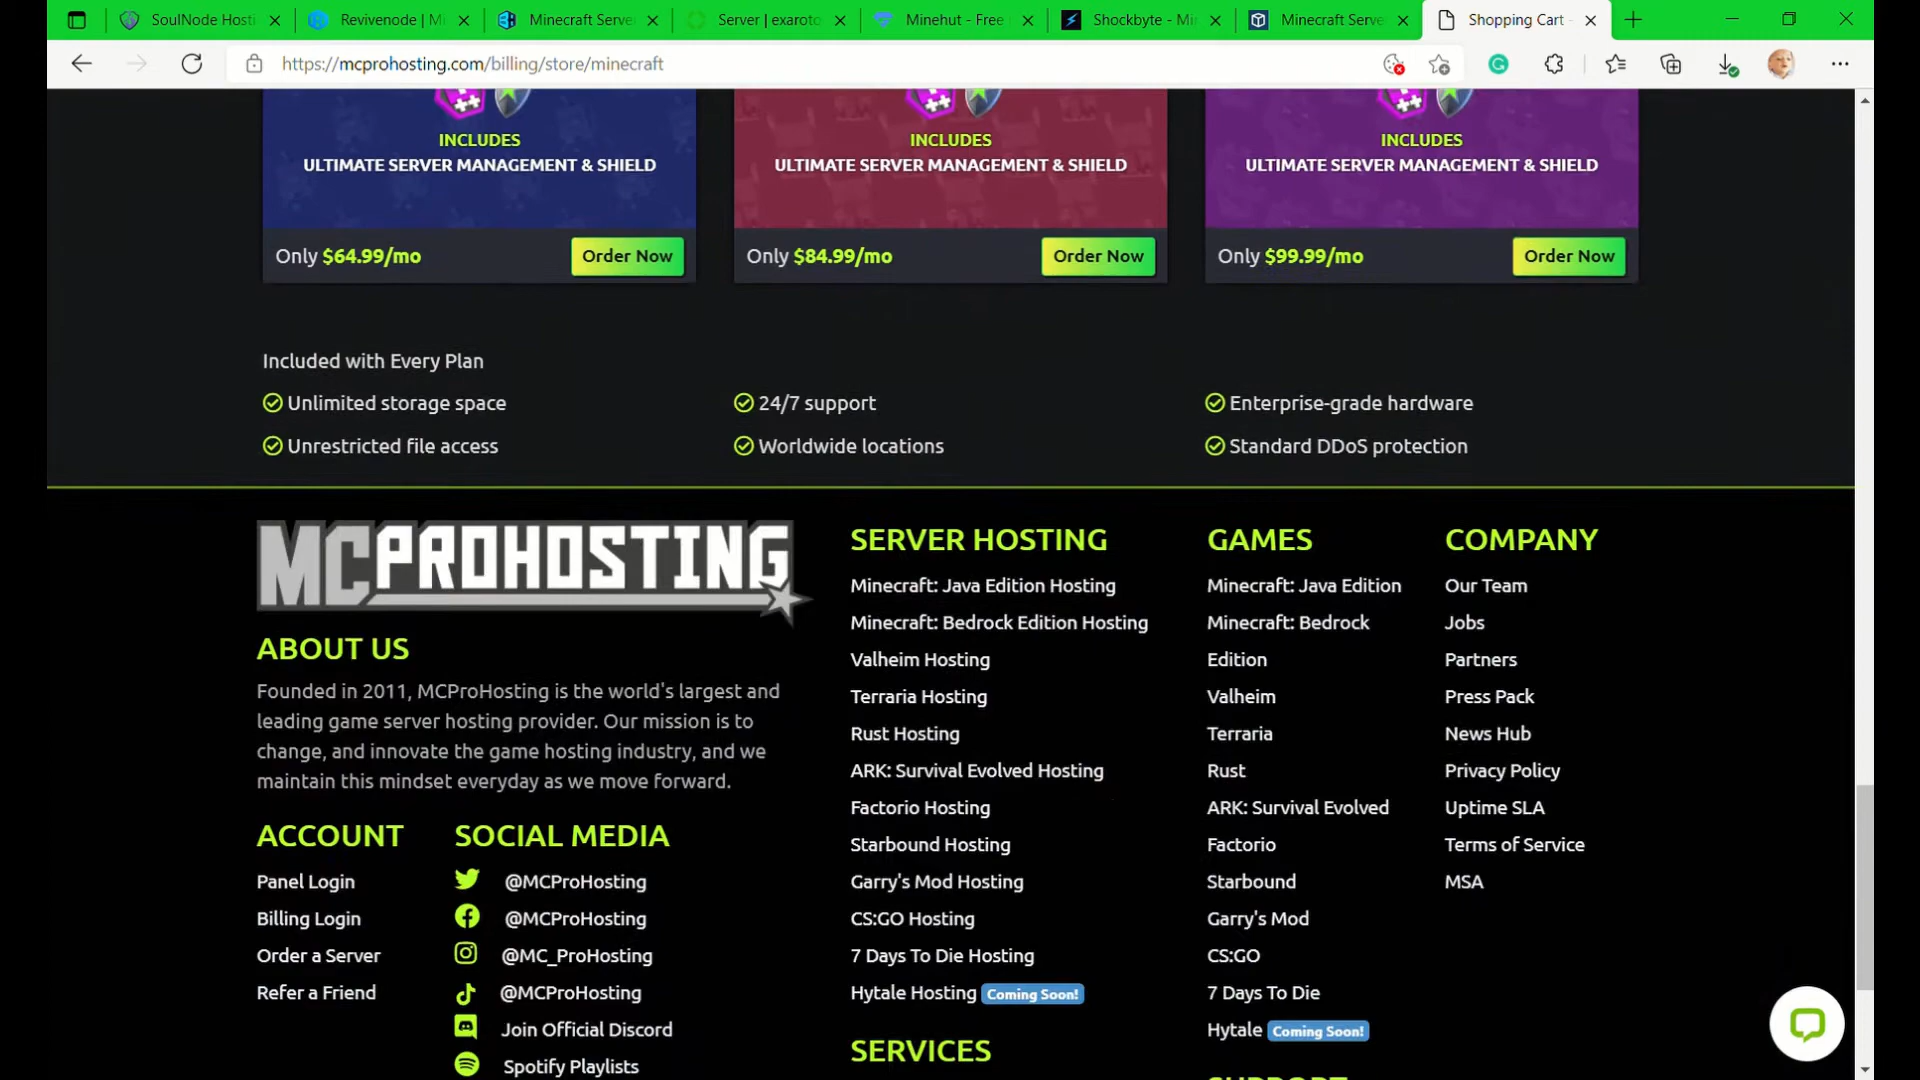 SoulNode Hosti
Revivenode | Mi
Minecraft Serve
Server | exaroto
Minehut - Free
Shockbyte - Mi
Minecraft Serve
Shopping Cart -
https://mcprohosting.com/billing/store/minecraft
INCLUDES
ULTIMATE SERVER MANAGEMENT & SHIELD
Only $64.99/mo
Order Now
INCLUDES
ULTIMATE SERVER MANAGEMENT & SHIELD
Only $84.99/mo
Order Now
INCLUDES
ULTIMATE SERVER MANAGEMENT & SHIELD
Only $99.99/mo
Order Now
Included with Every Plan
Unlimited storage space
24/7 support
Enterprise-grade hardware
Unrestricted file access
Worldwide locations
Standard DDoS protection
MCPROHOSTING
ABOUT US
Founded in 2011, MCProHosting is the world's largest and
leading game server hosting provider. Our mission is to
change, and innovate the game hosting industry, and we
maintain this mindset everyday as we move forward.
ACCOUNT
Panel Login
Billing Login
Order a Server
Refer a Friend
SOCIAL MEDIA
@MCProHosting
@MCProHosting
@MC_ProHosting
@MCProHosting
Join Official Discord
Spotify Playlists
SERVER HOSTING
Minecraft: Java Edition Hosting
Minecraft: Bedrock Edition Hosting
Valheim Hosting
Terraria Hosting
Rust Hosting
ARK: Survival Evolved Hosting
Factorio Hosting
Starbound Hosting
Garry's Mod Hosting
CS:GO Hosting
7 Days To Die Hosting
Hytale Hosting Coming Soon!
SERVICES
GAMES
Minecraft: Java Edition
Minecraft: Bedrock
Edition
Valheim
Terraria
Rust
ARK: Survival Evolved
Factorio
Starbound
Garry's Mod
CS:GO
7 Days To Die
Hytale Coming Soon!
COMPANY
Our Team
Jobs
Partners
Press Pack
News Hub
Privacy Policy
Uptime SLA
Terms of Service
MSA